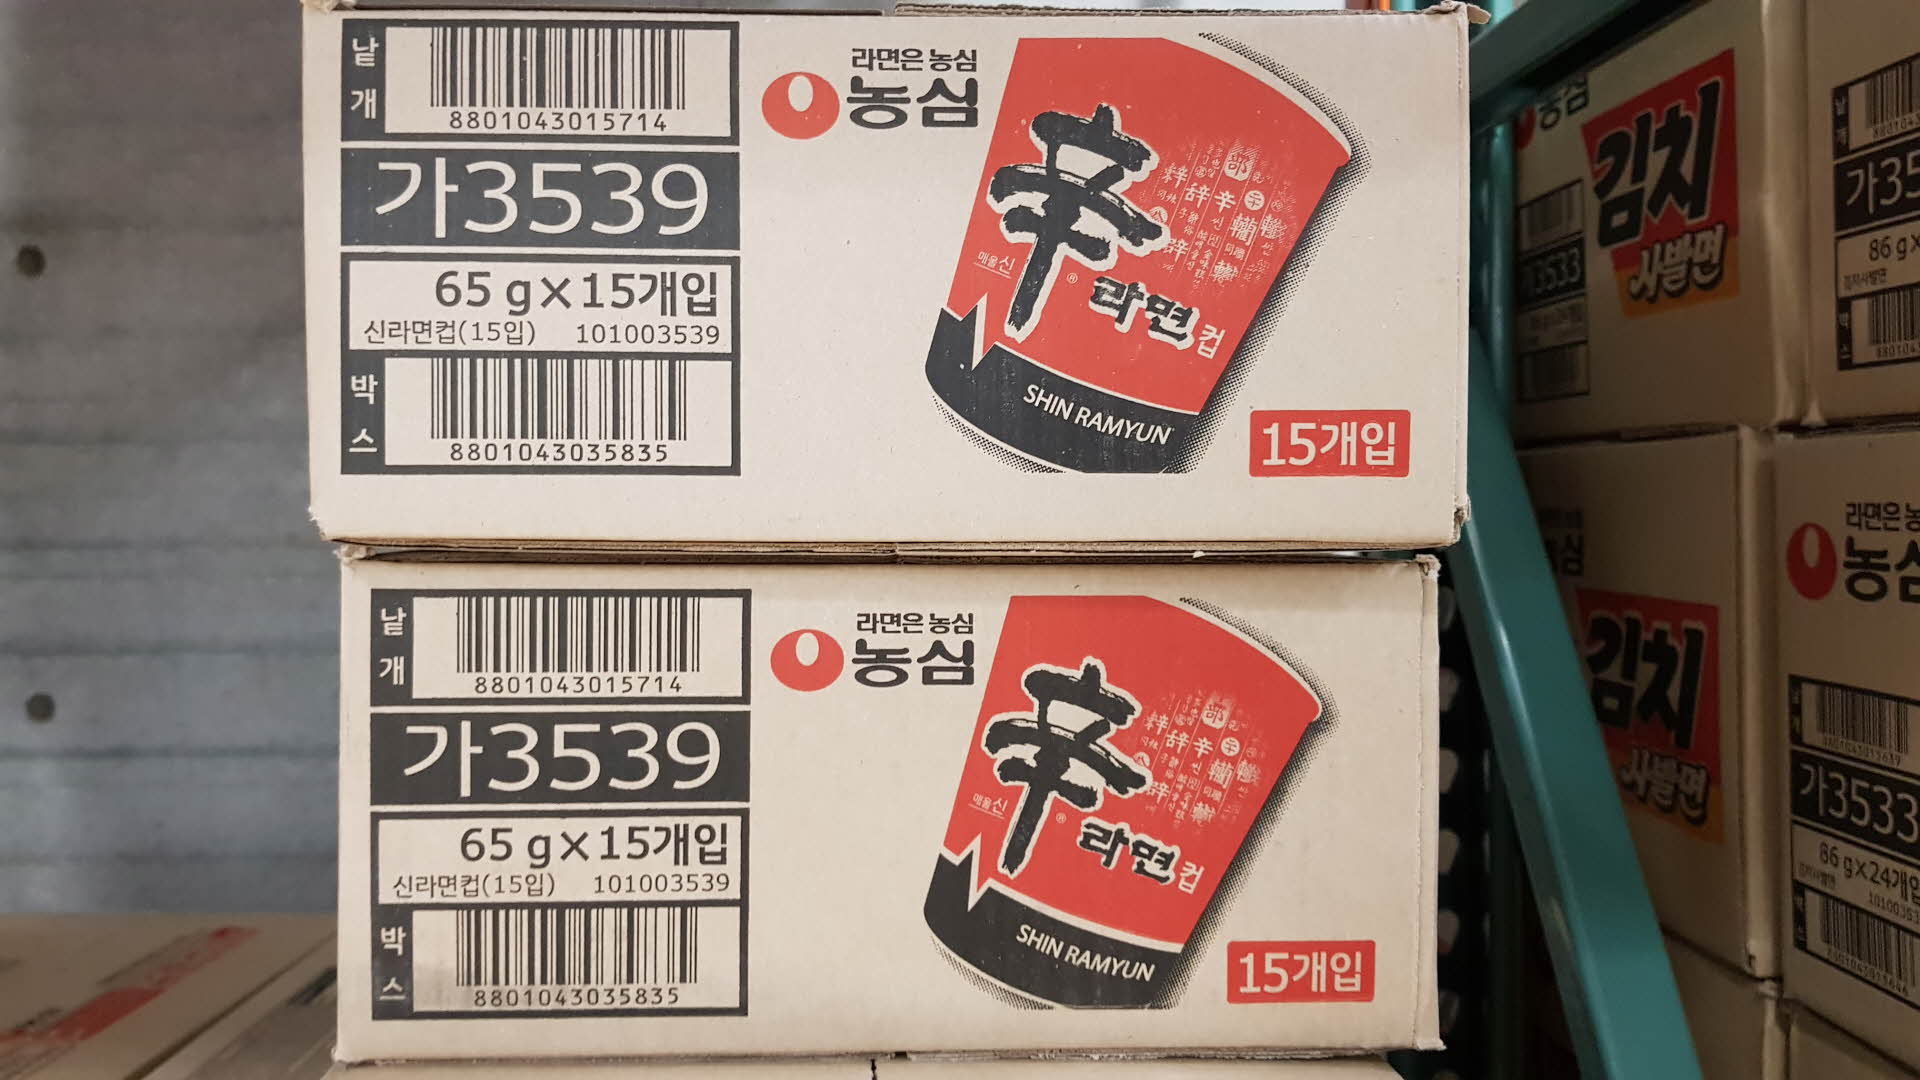 낱개
8801043015714
가3539
65 g×15개입
신라면컵(15입) 101003539
박스
8801043035835
라면은 농심
농심
辛
매울신
라면컵
SHIN RAMYUN
15개입
낱개
8801043015714
가3539
65 g×15개입
신라면컵(15입) 101003539
박스
8801043035835
라면은 농심
농심
辛
매울신
라면컵
SHIN RAMYUN
15개입
농심
김치
사발면
3533
가35
86 g×
김치
사발면
라면은 농
농심
가3533
86 g×24개입